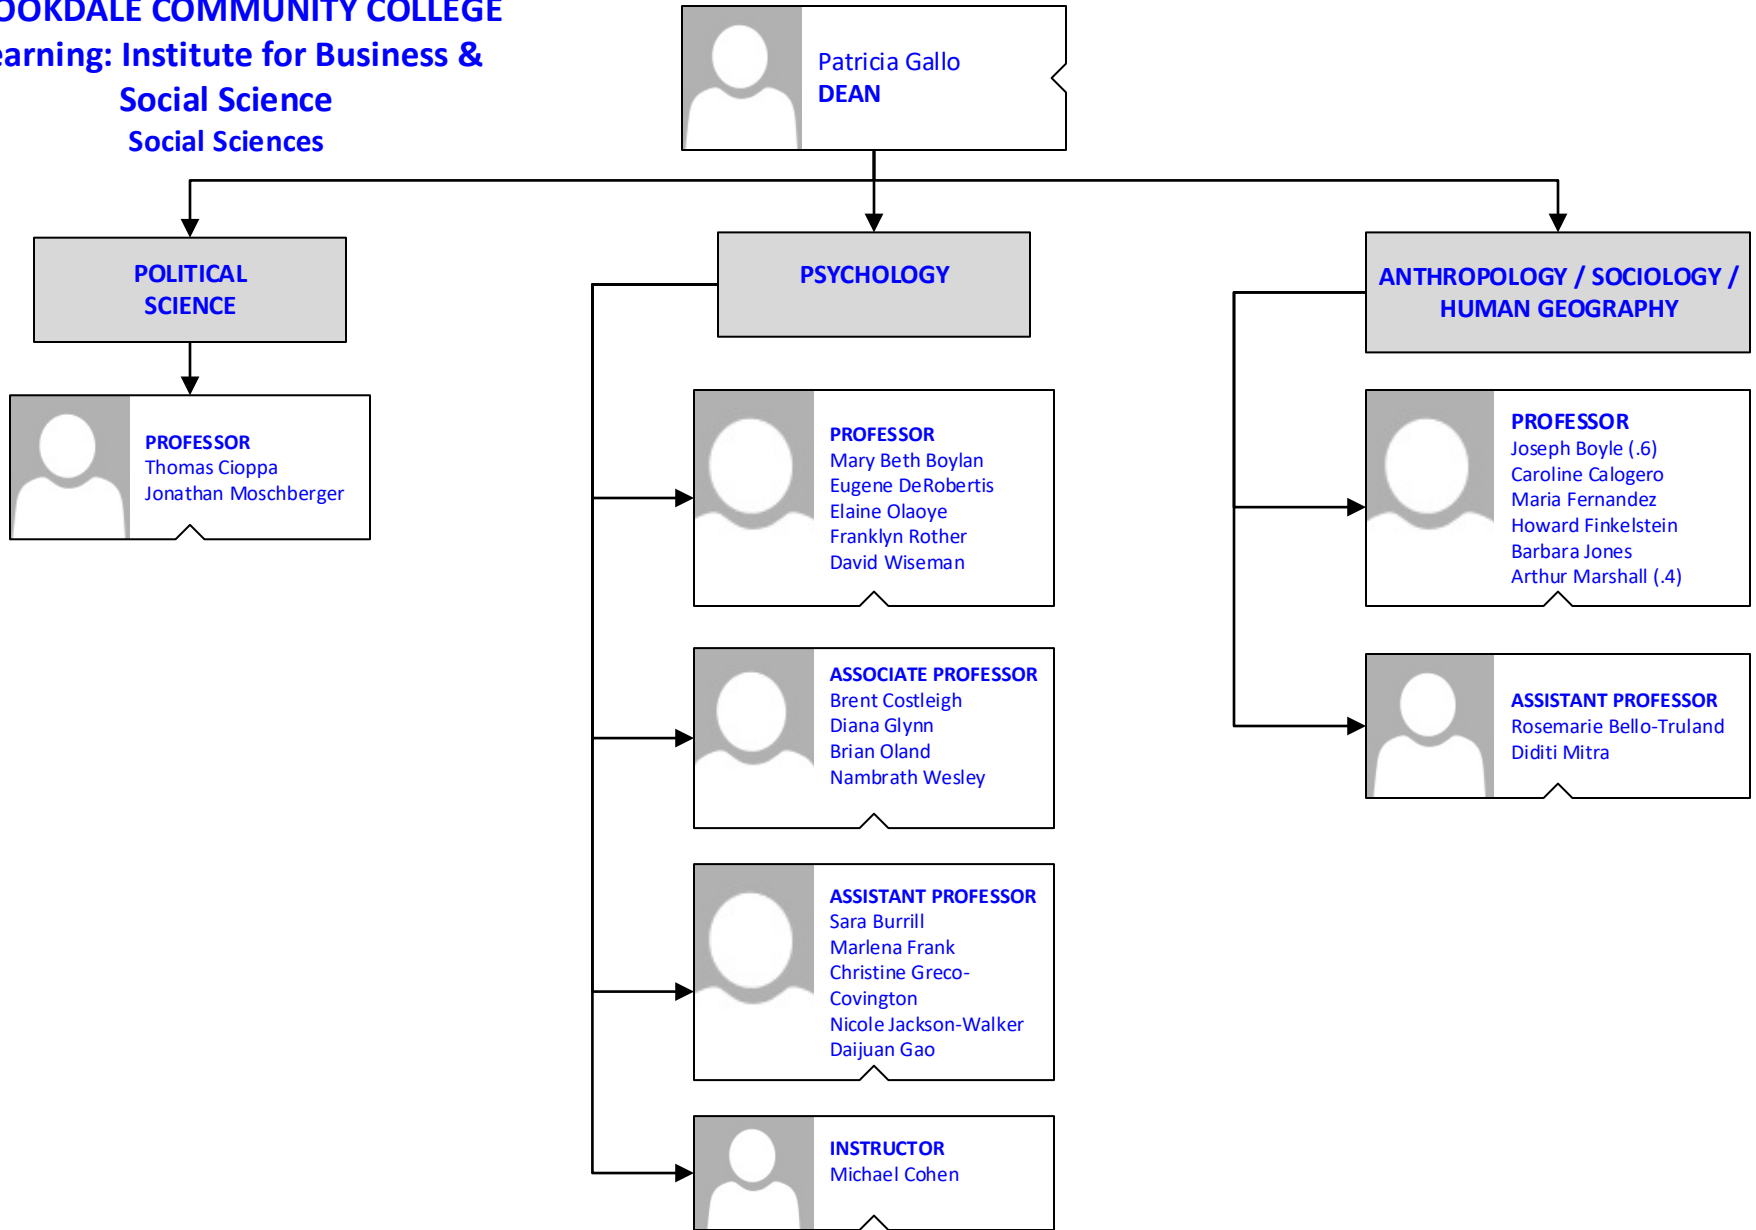 OOKDALE COMMUNITY COLLEGE
earning: Institute for Business &
Social Science
Social Sciences
Patricia Gallo
DEAN
POLITICAL
SCIENCE
PROFESSOR
Thomas Cioppa
Jonathan Moschberger
PSYCHOLOGY
PROFESSOR
Mary Beth Boylan
Eugene DeRobertis
Elaine Olaoye
Franklyn Rother
David Wiseman
ASSOCIATE PROFESSOR
Brent Costleigh
Diana Glynn
Brian Oland
Nambrath Wesley
ASSISTANT PROFESSOR
Sara Burrill
Marlena Frank
Christine Greco-
Covington
Nicole Jackson-Walker
Daijuan Gao
INSTRUCTOR
Michael Cohen
ANTHROPOLOGY / SOCIOLOGY /
HUMAN GEOGRAPHY
PROFESSOR
Joseph Boyle (.6)
Caroline Calogero
Maria Fernandez
Howard Finkelstein
Barbara Jones
Arthur Marshall (.4)
ASSISTANT PROFESSOR
Rosemarie Bello-Truland
Diditi Mitra